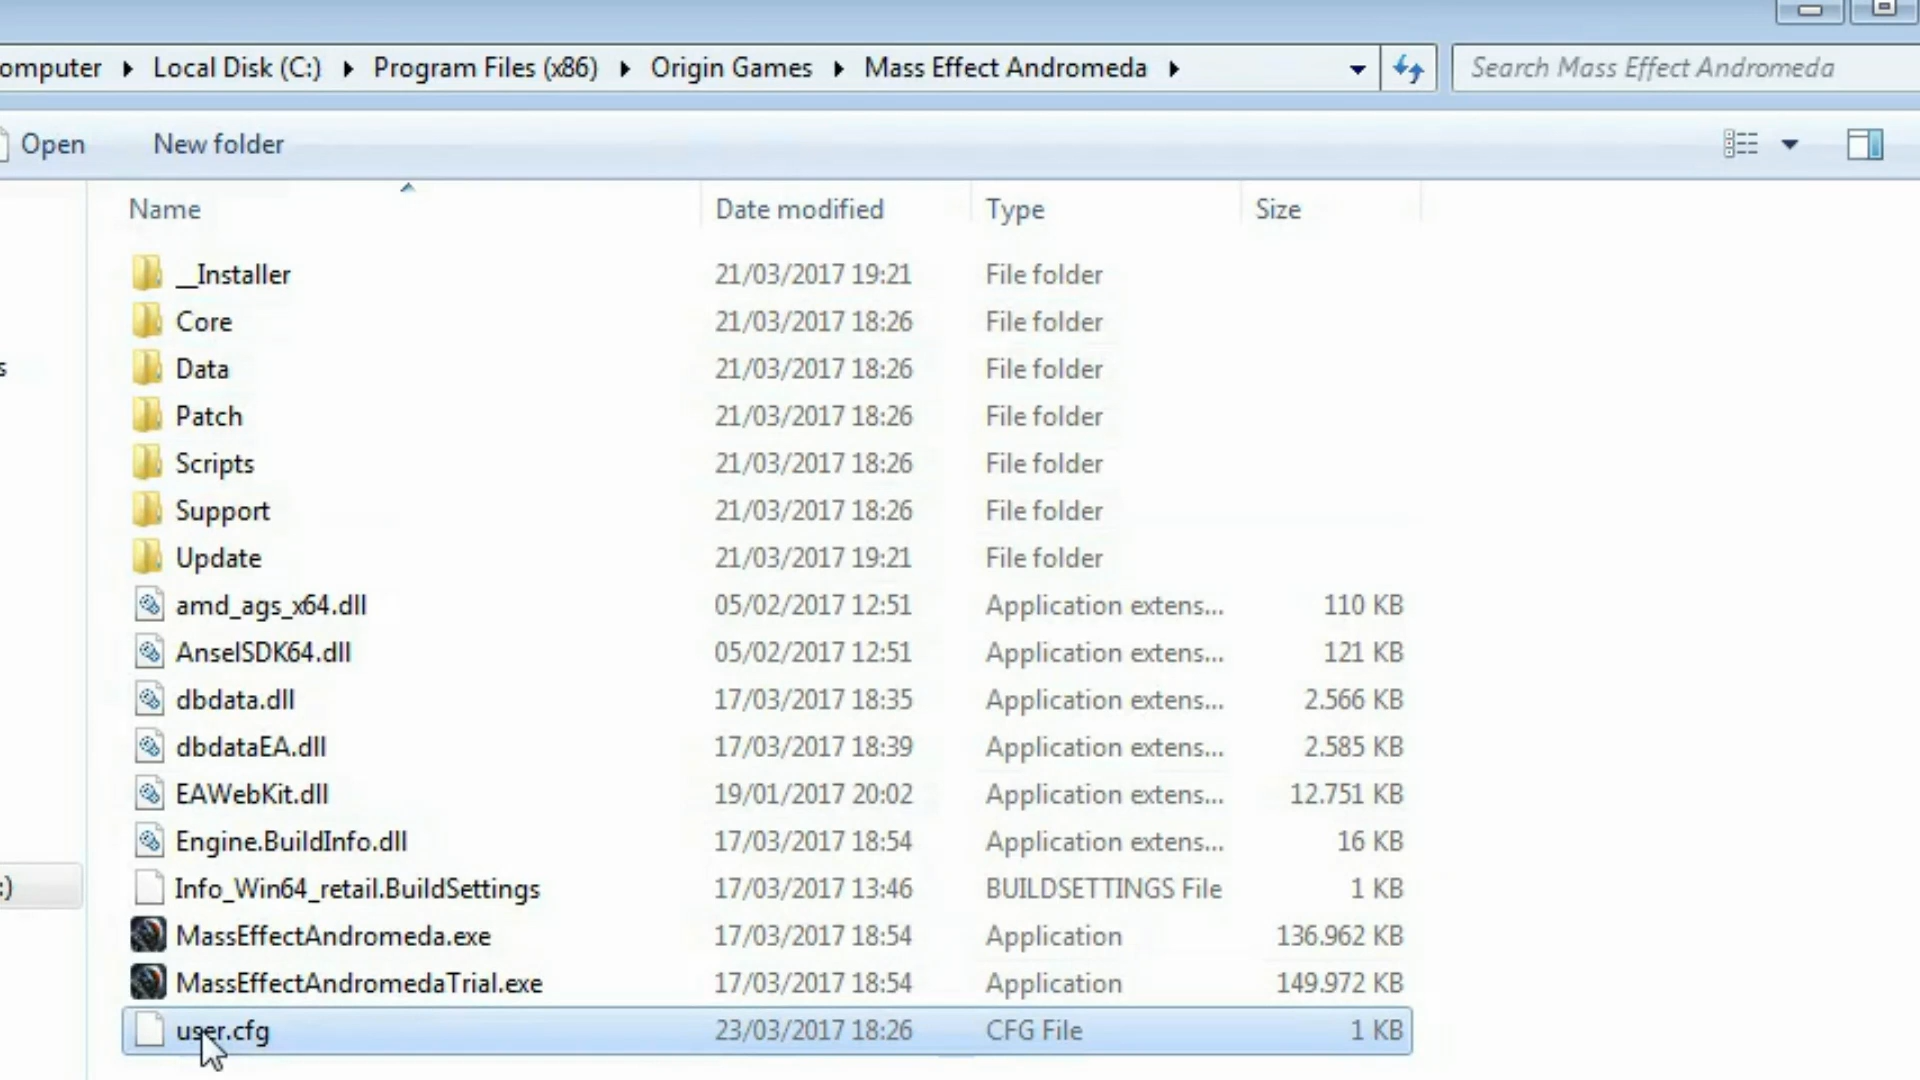 omputer Local Disk (C:) Program Files (x86) Origin Games Mass Effect Andromeda Search Mass Effect Andromeda
Open New folder
Name Date modified Type Size
__Installer 21/03/2017 19:21 File folder
Core 21/03/2017 18:26 File folder
Data 21/03/2017 18:26 File folder
s
Patch 21/03/2017 18:26 File folder
Scripts 21/03/2017 18:26 File folder
Support 21/03/2017 18:26 File folder
Update 21/03/2017 19:21 File folder
amd_ags_x64.dll 05/02/2017 12:51 Application extens... 110 KB
AnselSDK64.dll 05/02/2017 12:51 Application extens... 121 KB
dbdata.dll 17/03/2017 18:35 Application extens... 2.566 KB
dbdataEA.dll 17/03/2017 18:39 Application extens... 2.585 KB
EAWebKit.dll 19/01/2017 20:02 Application extens... 12.751 KB
Engine.BuildInfo.dll 17/03/2017 18:54 Application extens... 16 KB
:) Info_Win64_retail.BuildSettings 17/03/2017 13:46 BUILDSETTINGS File 1 KB
MassEffectAndromeda.exe 17/03/2017 18:54 Application 136.962 KB
MassEffectAndromedaTrial.exe 17/03/2017 18:54 Application 149.972 KB
user.cfg 23/03/2017 18:26 CFG File 1 KB